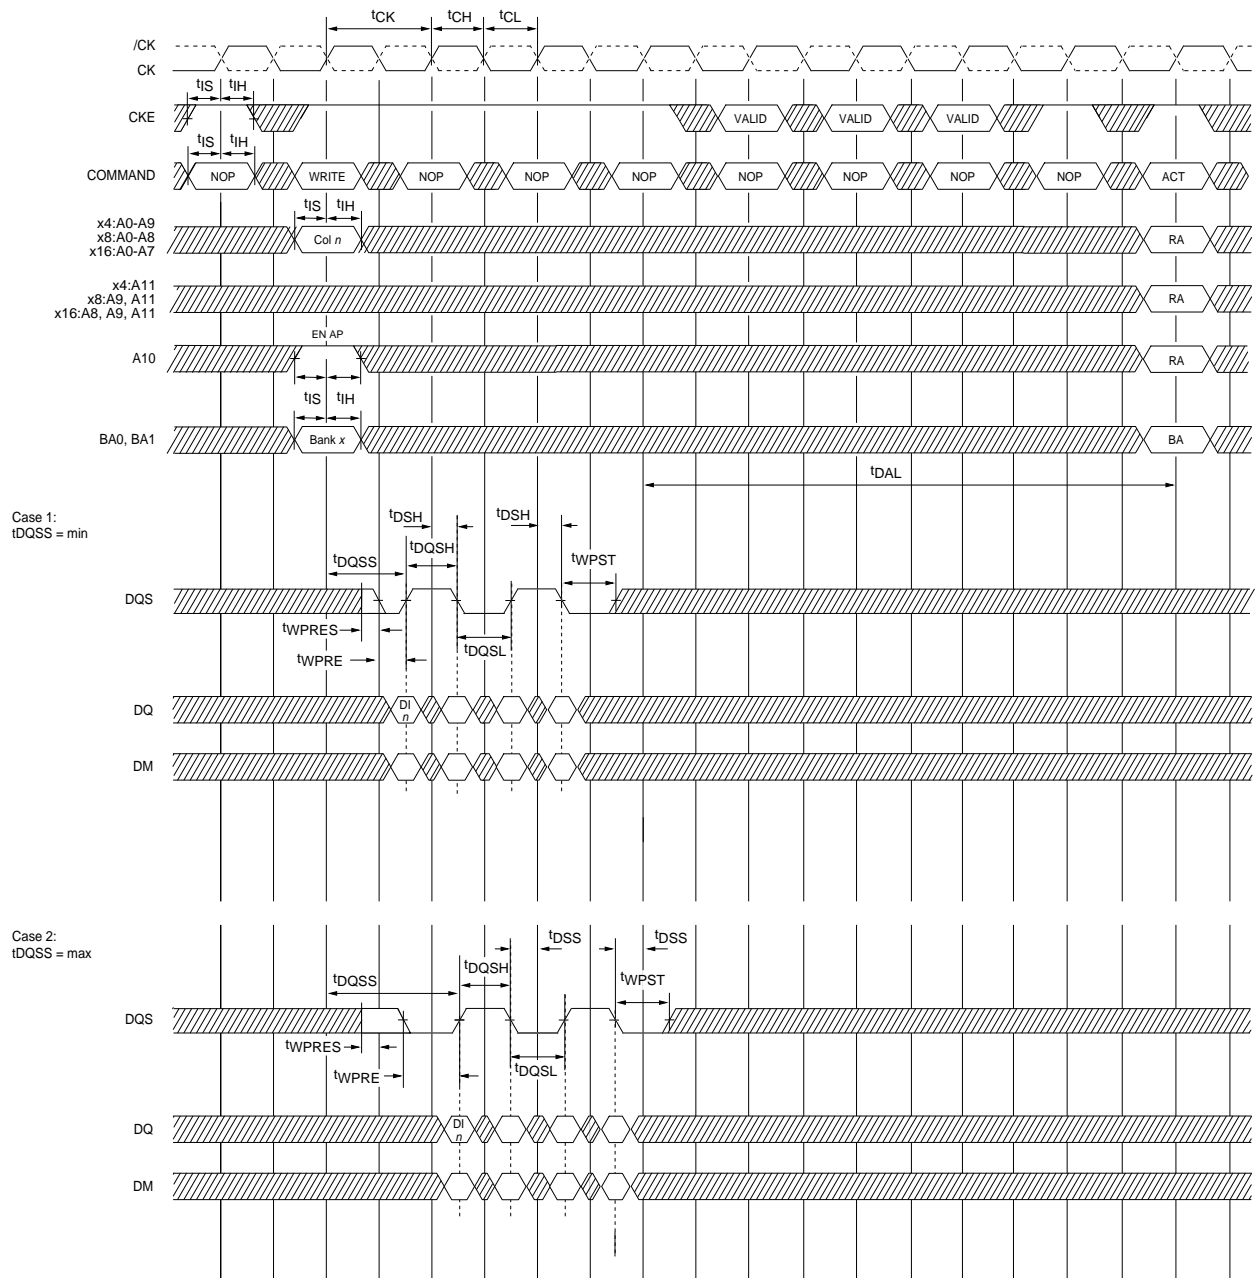 tCK tCH tCL
/CK
CK
tIS tIH
CKE VALID VALID VALID
tIS tIH
COMMAND NOP WRITE NOP NOP NOP NOP NOP NOP NOP ACT
tIS tIH
x4:A0-A9
x8:A0-A8
x16:A0-A7
Col n RA
x4:A11
x8:A9, A11
x16:A8, A9, A11
RA
EN AP
A10 RA
tIS tIH
BA0, BA1 Bank x BA
tDAL
Case 1:
tDQSS = min
tDSH tDSH
tDQSS tDQSH tWPST
DQS
tWPRES
tWPRE tDQSL
DQ DI n
DM
Case 2:
tDQSS = max
tDSS tDSS
tDQSS tDQSH tWPST
DQS
tWPRES
tWPRE tDQSL
DQ DI n
DM